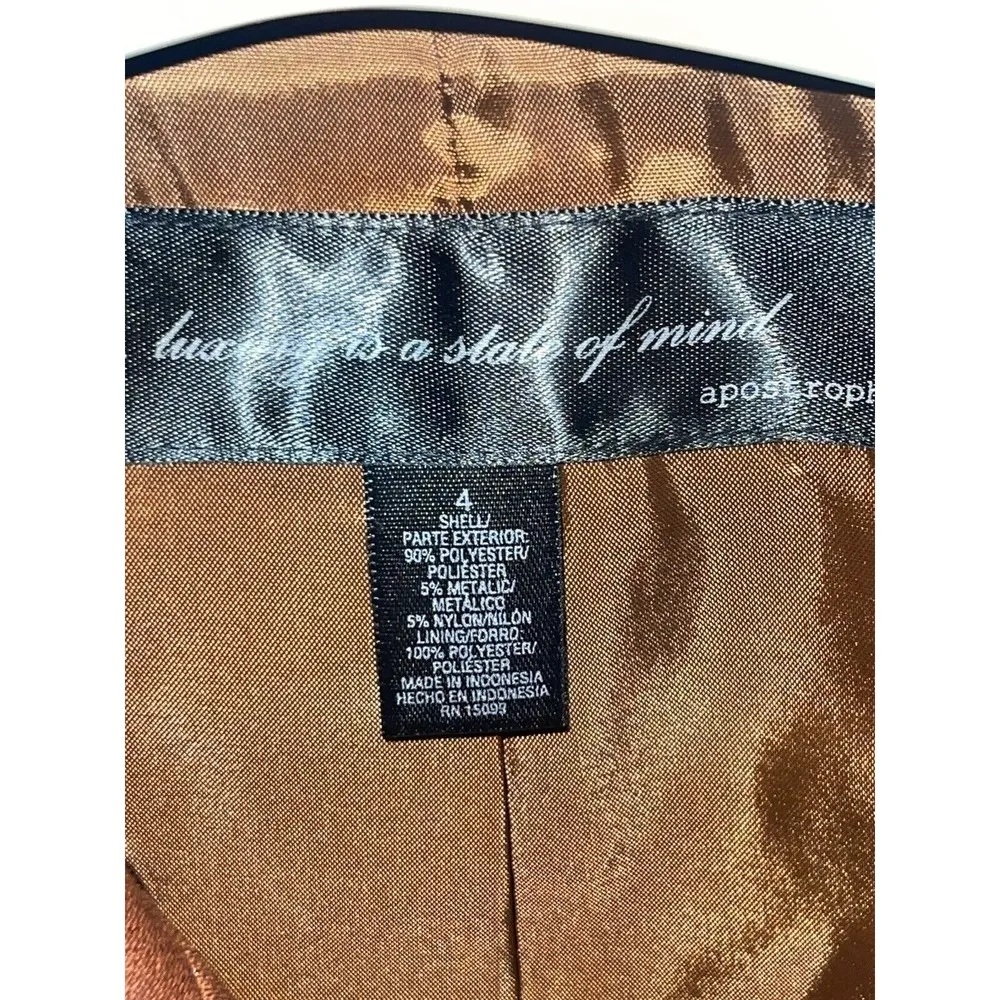 luxury is a state of mind
apostroph
4
SHELL/
PARTE EXTERIOR:
90% POLYESTER/
POLIÉSTER
5% METALIC/
METÁLICO
5% NYLON/NILÓN
LINING/FORRO:
100% POLYESTER/
POLIÉSTER
MADE IN INDONESIA
HECHO EN INDONESIA
RN 15099